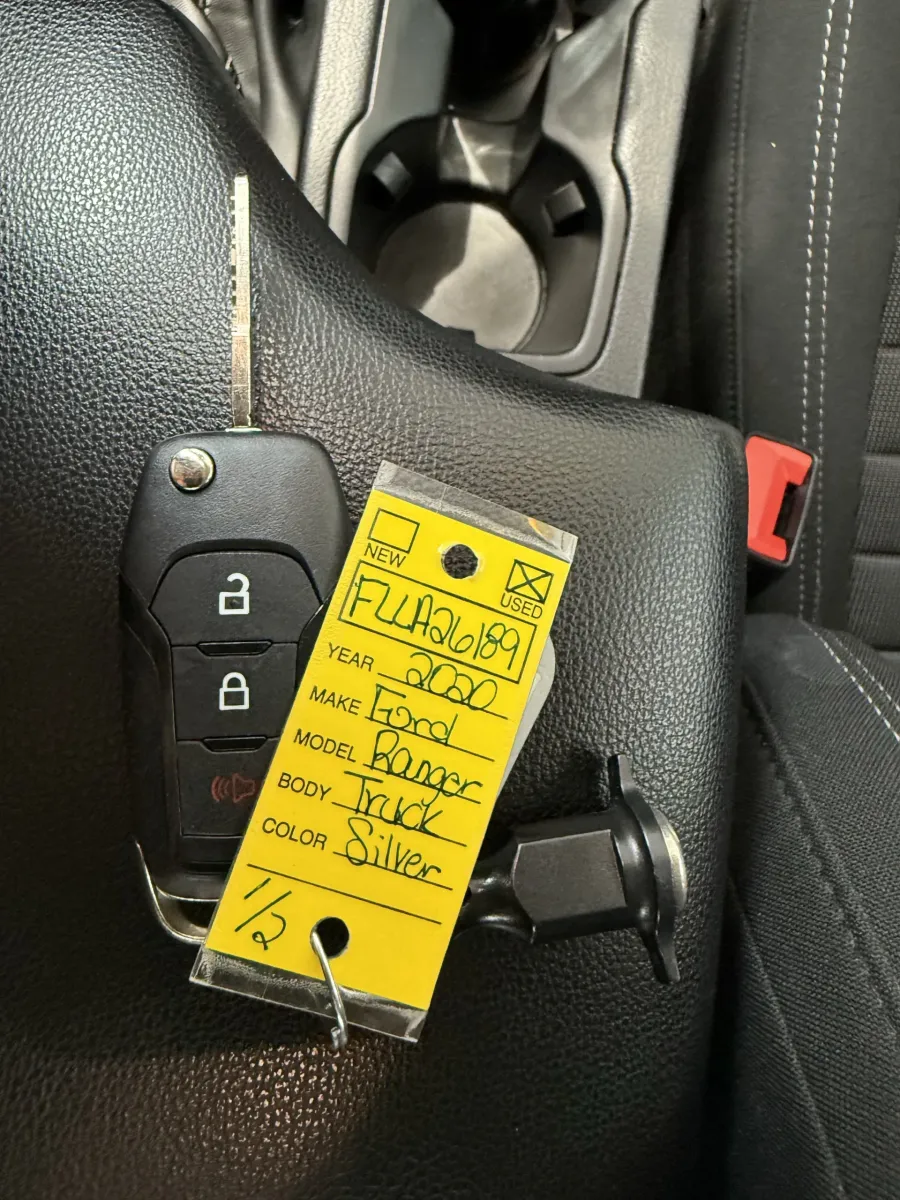 NEW
USED
FLLA26189
YEAR 2020
MAKE Ford
MODEL Ranger
BODY Truck
COLOR Silver
1/2